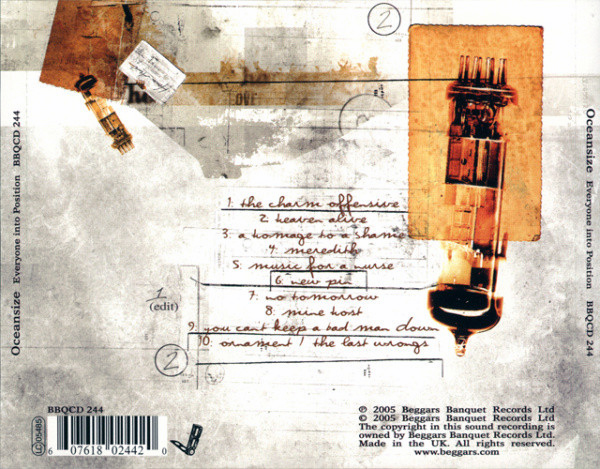 2
OUR
1. the charm offensive
2. heaven alive
3. a homage to a shame
4. meredith
5. music for a nurse
6. new pin
7. no tomorrow
8. mine host
9. you cant keep a bad man down
10. ornament / the last wrongs
1
(edit)
2
Oceansize Everyone into Position BBQCD 244
Oceansize Everyone into Position BBQCD 244
BBQCD 244
LC 05485
6 07618 02442 0
℗ 2005 Beggars Banquet Records Ltd
© 2005 Beggars Banquet Records Ltd
The copyright in this sound recording is
owned by Beggars Banquet Records Ltd.
Made in the UK. All rights reserved.
www.beggars.com